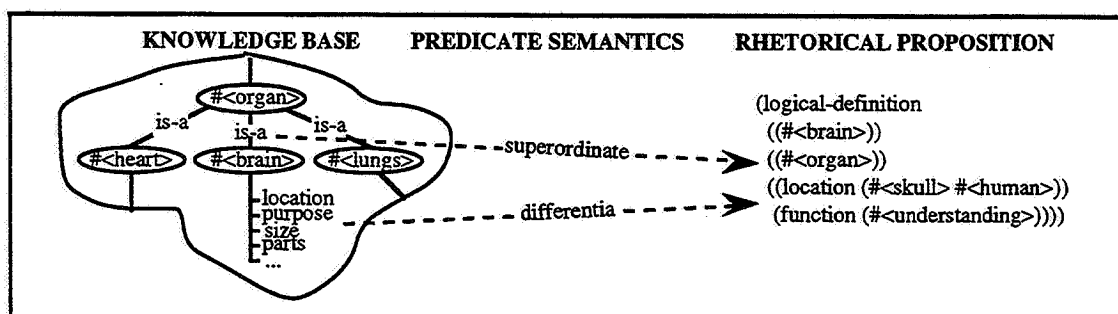 KNOWLEDGE BASE PREDICATE SEMANTICS RHETORICAL PROPOSITION
#<organ>
is-a is-a is-a
#<heart> #<brain> #<lungs>
location
purpose
size
parts
...
superordinate
differentia
(logical-definition
((#<brain>))
((#<organ>))
((location (#<skull> #<human>))
(function (#<understanding>))))